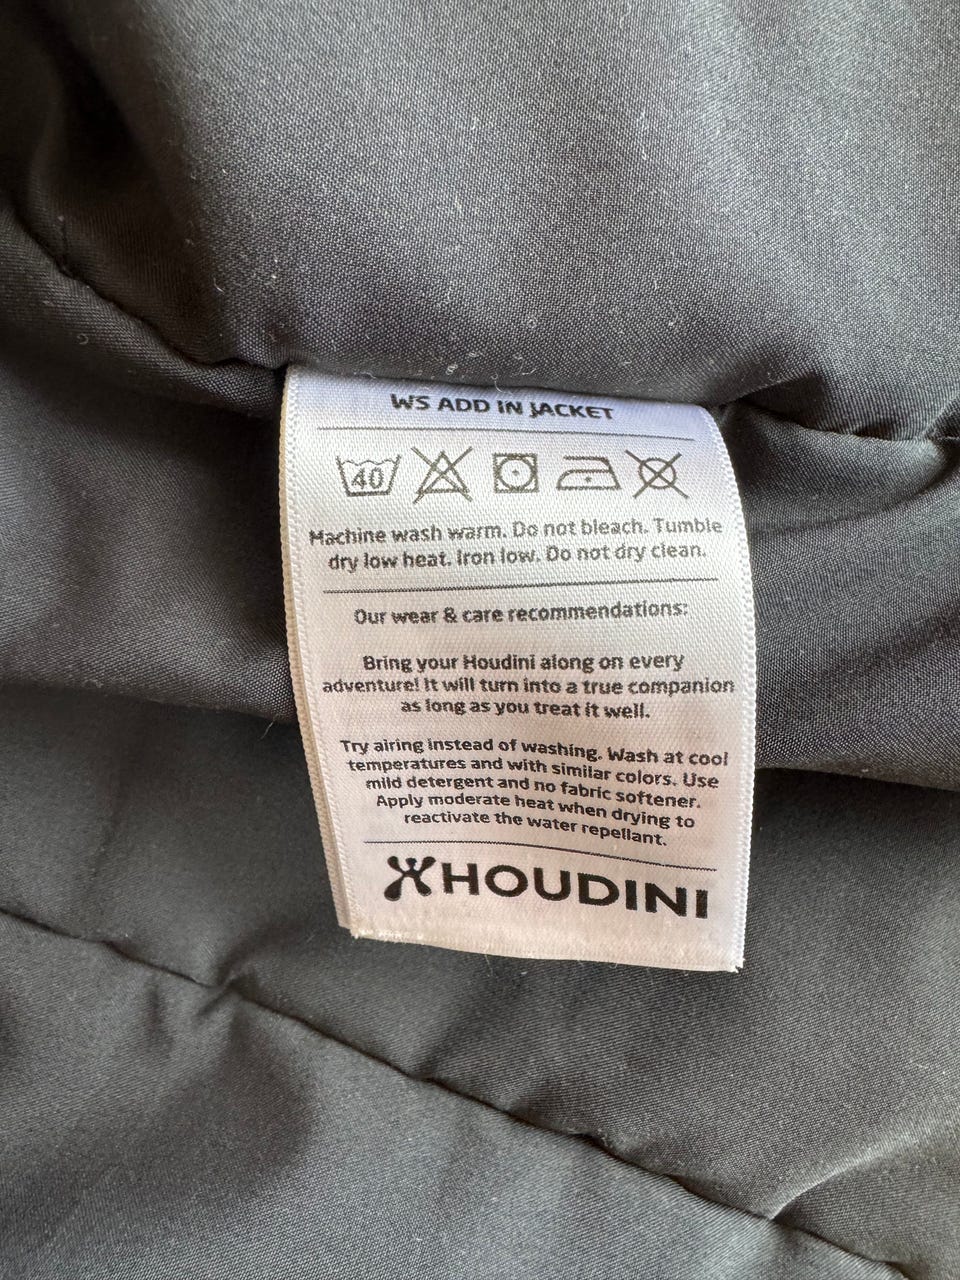 WS ADD IN JACKET
40
Machine wash warm. Do not bleach. Tumble
dry low heat. Iron low. Do not dry clean.
Our wear & care recommendations:
Bring your Houdini along on every
adventure! It will turn into a true companion
as long as you treat it well.
Try airing instead of washing. Wash at cool
temperatures and with similar colors. Use
mild detergent and no fabric softener.
Apply moderate heat when drying to
reactivate the water repellant.
HOUDINI